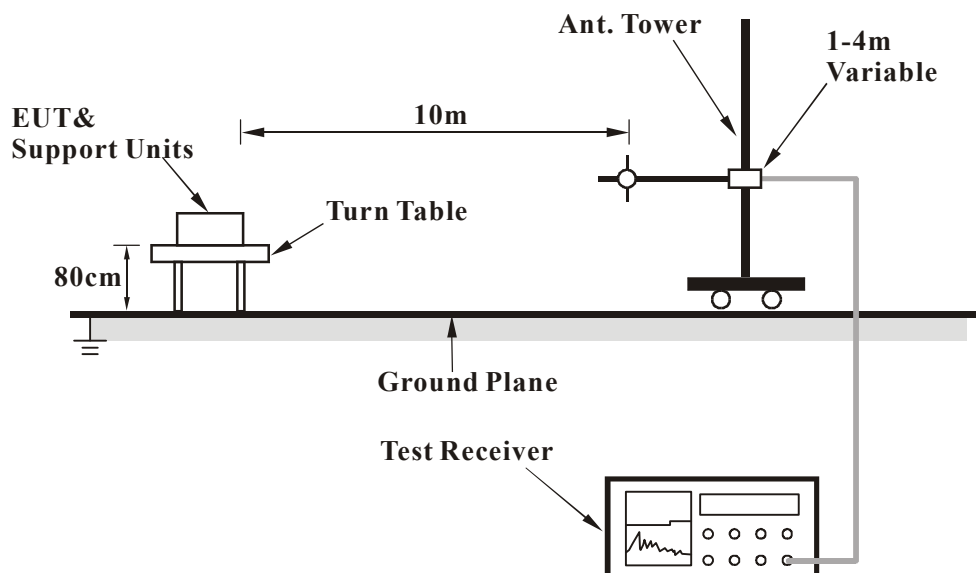 Ant. Tower
1-4m
Variable
10m
EUT&
Support Units
Turn Table
80cm
Ground Plane
Test Receiver